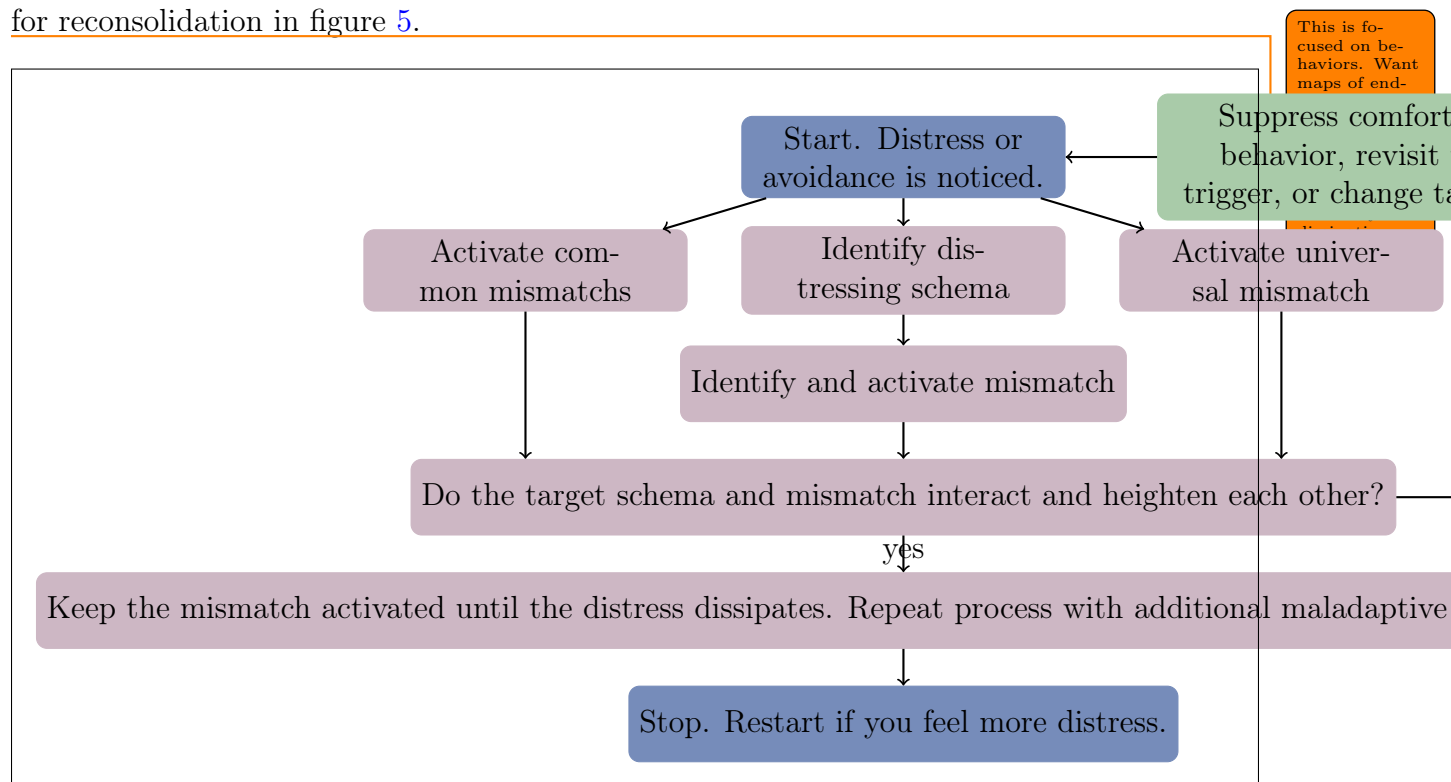 for reconsolidation in figure 5.
This is fo-
cused on be-
haviors. Want
maps of end-
Start. Distress or
avoidance is noticed.
Suppress comfort
behavior, revisit
trigger, or change
Activate com-
mon mismatchs
Identify dis-
tressing schema
Activate univer-
sal mismatch
Identify and activate mismatch
Do the target schema and mismatch interact and heighten each other?
yes
Keep the mismatch activated until the distress dissipates. Repeat process with additional maladaptive
Stop. Restart if you feel more distress.